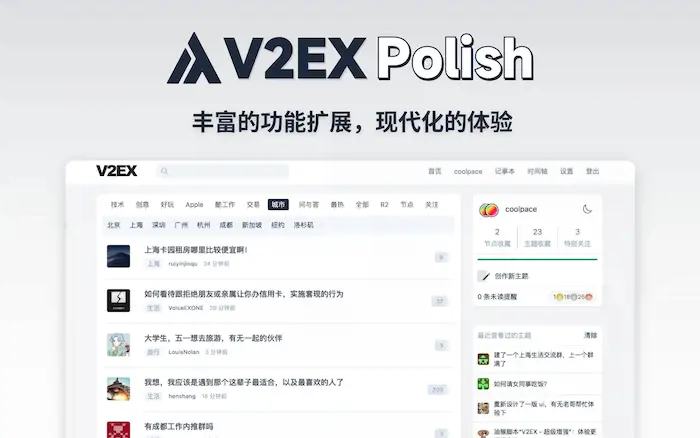 V2EX Polish
丰富的功能扩展，现代化的体验
V2EX
首页 coolpace 记事本 时间轴 设置 登出
技术 创意 好玩 Apple 酷工作 交易 城市 问与答 最热 全部 R2 节点 关注
北京 上海 深圳 广州 杭州 成都 新加坡 纽约 洛杉矶
上海卡园租房哪里比较便宜啊！
上海 ruiyinjinqu 34 分钟前
9
如何看待跟拒绝朋友或亲属让你办信用卡，实施套现的行为
生活 VoiceEXONE 39 分钟前
37
大学生，五一想去旅游，有无一起的伙伴
旅行 LouisNolan 5 分钟前
3
我想，我应该是遇到那个这辈子最适合，以及最喜欢的人了
生活 henshang 16 分钟前
209
有成都工作内推群吗
coolpace
2 23 3
节点收藏 主题收藏 特别关注
创作新主题
0 条未读提醒
1 18 25
最近查看过的主题 清除
建了一个上海生活交流群，上一个群
满了
如何请女同事吃饭?
重新设计了一版 ui，有无老哥帮忙体
验下
油猴脚本"V2EX - 超级增强"：体验更